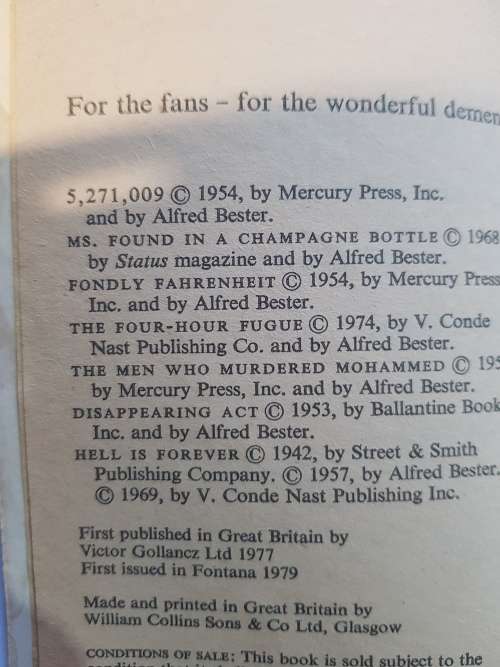 For the fans – for the wonderful
5,271,009 © 1954, by Mercury Press, Inc.
and by Alfred Bester.
MS. FOUND IN A CHAMPAGNE BOTTLE © 1968
by Status magazine and by Alfred Bester.
FONDLY FAHRENHEIT © 1954, by Mercury Press
Inc. and by Alfred Bester.
THE FOUR-HOUR FUGUE © 1974, by V. Conde
Nast Publishing Co. and by Alfred Bester.
THE MEN WHO MURDERED MOHAMMED ©
by Mercury Press, Inc. and by Alfred Bester.
DISAPPEARING ACT © 1953, by Ballantine Book
Inc. and by Alfred Bester.
HELL IS FOREVER © 1942, by Street & Smith
Publishing Company. © 1957, by Alfred Bester.
© 1969, by V. Conde Nast Publishing Inc.
First published in Great Britain by
Victor Gollancz Ltd 1977
First issued in Fontana 1979
Made and printed in Great Britain by
William Collins Sons & Co Ltd, Glasgow
CONDITIONS OF SALE: This book is sold subject to the